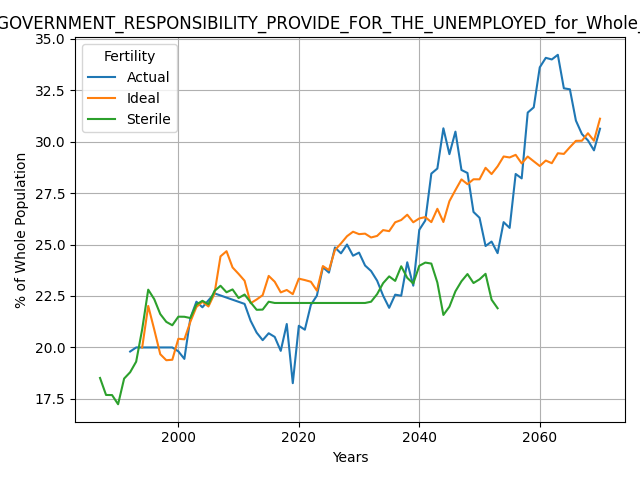 GOVERNMENT_RESPONSIBILITY_PROVIDE_FOR_THE_UNEMPLOYED_for_Whole_
35.0
32.5
30.0
27.5
25.0
22.5
20.0
17.5
% of Whole Population
Fertility
Actual
Ideal
Sterile
2000
2020
2040
2060
Years